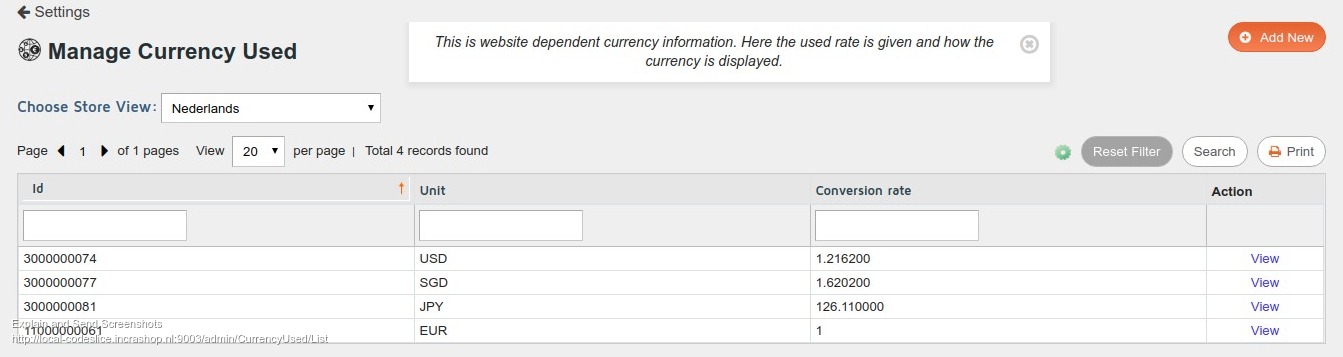 Settings
Manage Currency Used
This is website dependent currency information. Here the used rate is given and how the
currency is displayed.
Add New
Choose Store View: Nederlands
Page 1 of 1 pages View 20 per page | Total 4 records found
Reset Filter Search Print
Id Unit Conversion rate Action
3000000074 USD 1.216200 View
3000000077 SGD 1.620200 View
3000000081 JPY 126.110000 View
Explain and Send Screenshots
11000000061 EUR 1 View
http://local-codeslice.incrashop.nl:9003/admin/CurrencyUsed/List